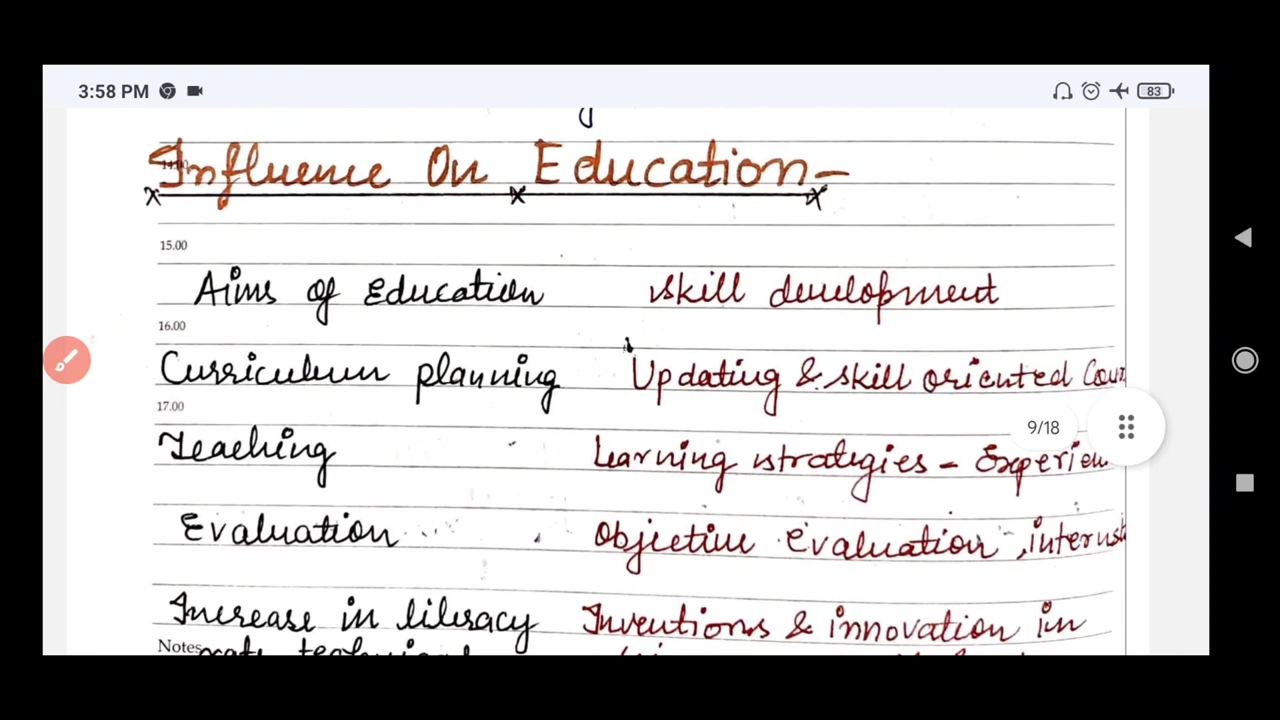 3:58 PM 83
Influence On Education-
14.00
15.00
Aims of Education skill development
16.00
Curriculum planning Updating & skill oriented
17.00
9/18
Teaching Learning strategies -
Evaluation Objective Evaluation,
Increase in literacy Inventions & innovation in
Notes